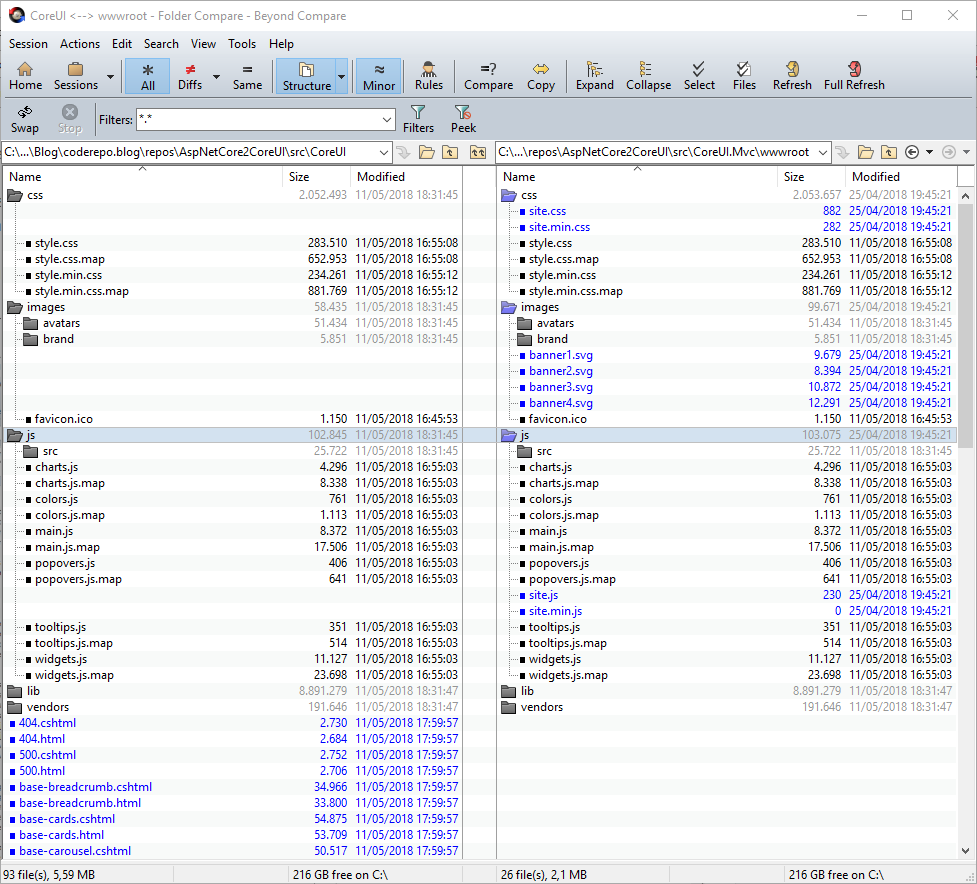 CoreUI <--> wwwroot - Folder Compare - Beyond Compare
Session Actions Edit Search View Tools Help
Home Sessions All Diffs Same Structure Minor Rules Compare Copy Expand Collapse Select Files Refresh Full Refresh
Swap Stop Filters: *.* Filters Peek
C:\...\Blog\coderepo.blog\repos\AspNetCore2CoreUI\src\CoreUI C:\...\repos\AspNetCore2CoreUI\src\CoreUI.Mvc\wwwroot
Name Size Modified Name Size Modified
css 2.052.493 11/05/2018 18:31:45 css 2.053.657 25/04/2018 19:45:21
site.css 882 25/04/2018 19:45:21
site.min.css 282 25/04/2018 19:45:21
style.css 283.510 11/05/2018 16:55:08 style.css 283.510 11/05/2018 16:55:08
style.css.map 652.953 11/05/2018 16:55:08 style.css.map 652.953 11/05/2018 16:55:08
style.min.css 234.261 11/05/2018 16:55:12 style.min.css 234.261 11/05/2018 16:55:12
style.min.css.map 881.769 11/05/2018 16:55:12 style.min.css.map 881.769 11/05/2018 16:55:12
images 58.435 11/05/2018 18:31:45 images 99.671 25/04/2018 19:45:21
avatars 51.434 11/05/2018 18:31:45 avatars 51.434 11/05/2018 18:31:45
brand 5.851 11/05/2018 18:31:45 brand 5.851 11/05/2018 18:31:45
banner1.svg 9.679 25/04/2018 19:45:21
banner2.svg 8.394 25/04/2018 19:45:21
banner3.svg 10.872 25/04/2018 19:45:21
banner4.svg 12.291 25/04/2018 19:45:21
favicon.ico 1.150 11/05/2018 16:45:53 favicon.ico 1.150 11/05/2018 16:45:53
js 102.845 11/05/2018 18:31:45 js 103.075 25/04/2018 19:45:21
src 25.722 11/05/2018 18:31:45 src 25.722 11/05/2018 18:31:45
charts.js 4.296 11/05/2018 16:55:03 charts.js 4.296 11/05/2018 16:55:03
charts.js.map 8.338 11/05/2018 16:55:03 charts.js.map 8.338 11/05/2018 16:55:03
colors.js 761 11/05/2018 16:55:03 colors.js 761 11/05/2018 16:55:03
colors.js.map 1.113 11/05/2018 16:55:03 colors.js.map 1.113 11/05/2018 16:55:03
main.js 8.372 11/05/2018 16:55:03 main.js 8.372 11/05/2018 16:55:03
main.js.map 17.506 11/05/2018 16:55:03 main.js.map 17.506 11/05/2018 16:55:03
popovers.js 406 11/05/2018 16:55:03 popovers.js 406 11/05/2018 16:55:03
popovers.js.map 641 11/05/2018 16:55:03 popovers.js.map 641 11/05/2018 16:55:03
site.js 230 25/04/2018 19:45:21
site.min.js 0 25/04/2018 19:45:21
tooltips.js 351 11/05/2018 16:55:03 tooltips.js 351 11/05/2018 16:55:03
tooltips.js.map 514 11/05/2018 16:55:03 tooltips.js.map 514 11/05/2018 16:55:03
widgets.js 11.127 11/05/2018 16:55:03 widgets.js 11.127 11/05/2018 16:55:03
widgets.js.map 23.698 11/05/2018 16:55:03 widgets.js.map 23.698 11/05/2018 16:55:03
lib 8.891.279 11/05/2018 18:31:47 lib 8.891.279 11/05/2018 18:31:47
vendors 191.646 11/05/2018 18:31:47 vendors 191.646 11/05/2018 18:31:47
404.cshtml 2.730 11/05/2018 17:59:57
404.html 2.684 11/05/2018 17:59:57
500.cshtml 2.752 11/05/2018 17:59:57
500.html 2.706 11/05/2018 17:59:57
base-breadcrumb.cshtml 34.966 11/05/2018 17:59:57
base-breadcrumb.html 33.800 11/05/2018 17:59:57
base-cards.cshtml 54.875 11/05/2018 17:59:57
base-cards.html 53.709 11/05/2018 17:59:57
base-carousel.cshtml 50.517 11/05/2018 17:59:57
93 file(s), 5,59 MB 216 GB free on C:\ 26 file(s), 2,1 MB 216 GB free on C:\